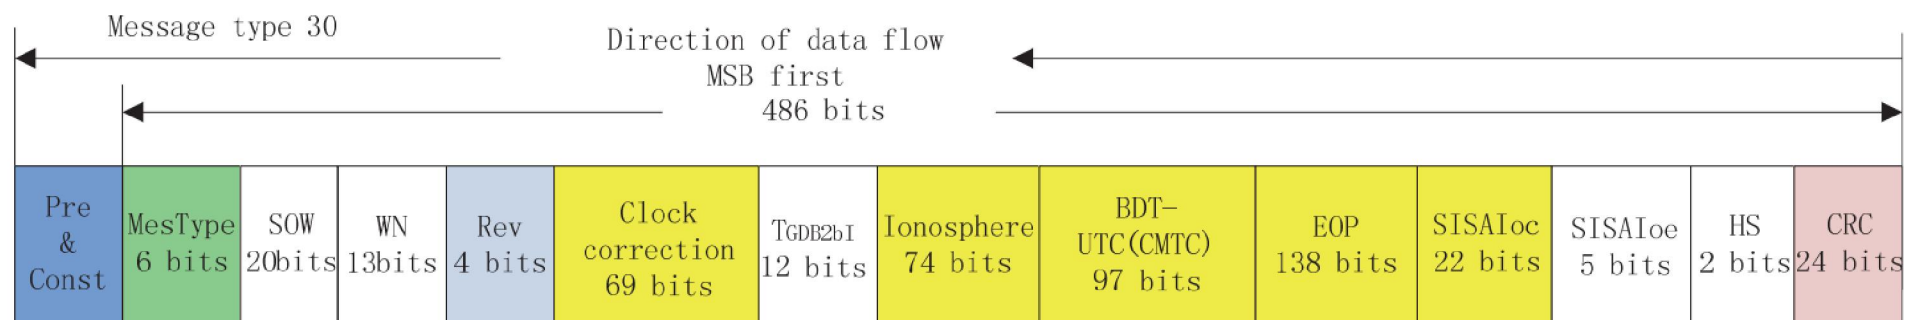 Message type 30
Direction of data flow
MSB first
486 bits
Pre
&
Const
MesType
6 bits
SOW
20bits
WN
13bits
Rev
4 bits
Clock
correction
69 bits
TGDB2bI
12 bits
Ionosphere
74 bits
BDT-
UTC(CMTC)
97 bits
EOP
138 bits
SISAIoc
22 bits
SISAIoe
5 bits
HS
2 bits
CRC
24 bits